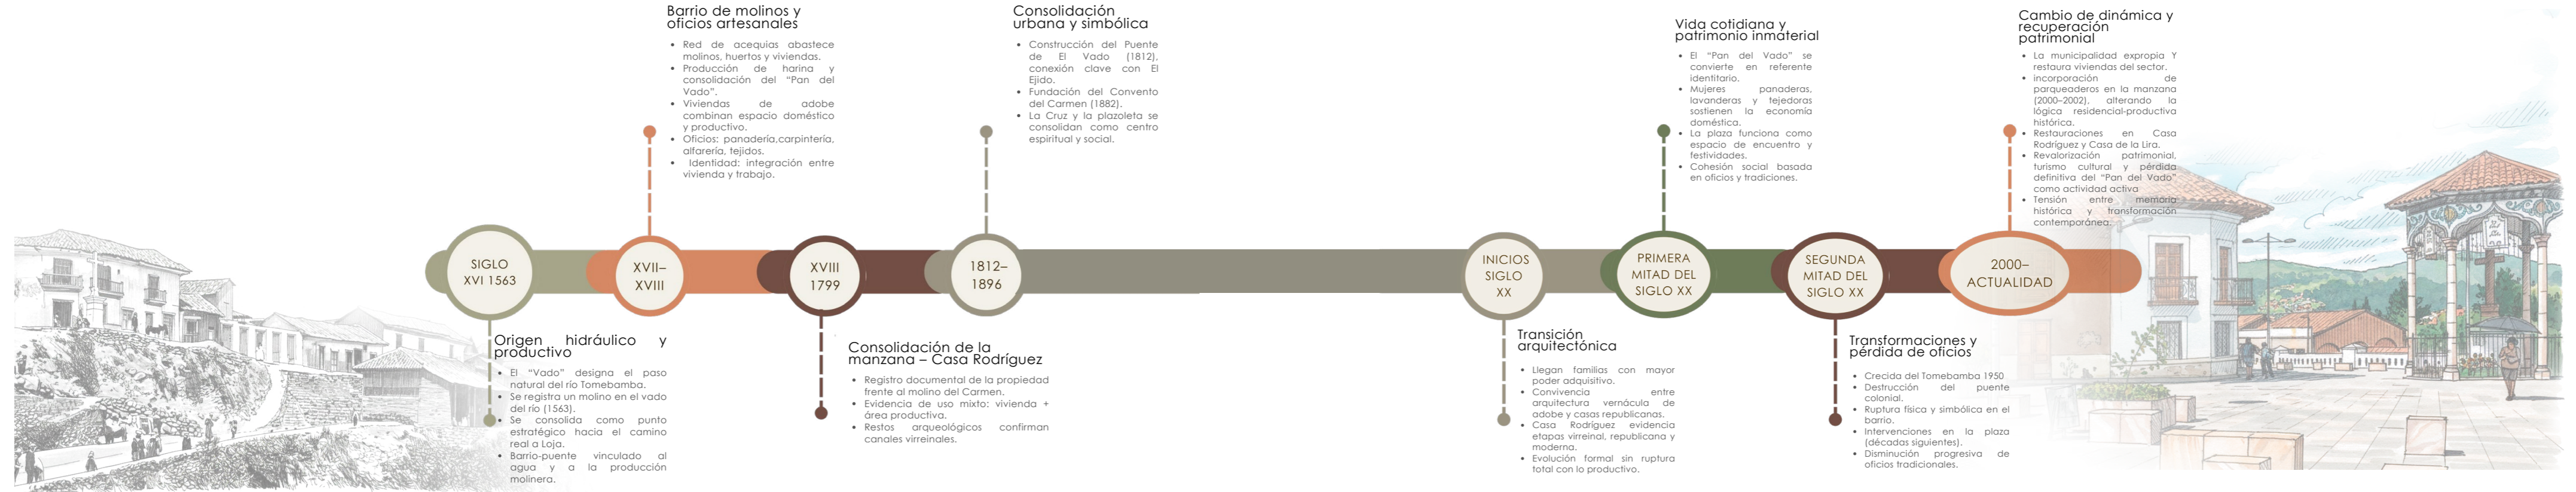 Barrio de molinos y
oficios artesanales
• Red de acequias abastece
molinos, huertos y viviendas.
• Producción de harina y
consolidación del “Pan del
Vado”.
• Viviendas de adobe
combinan espacio doméstico
y productivo.
• Oficios: panadería,carpintería,
alfarería, tejidos.
• Identidad: integración entre
vivienda y trabajo.
Consolidación
urbana y simbólica
• Construcción del Puente
de El Vado (1812),
conexión clave con El
Ejido.
• Fundación del Convento
del Carmen (1882).
• La Cruz y la plazoleta se
consolidan como centro
espiritual y social.
Vida cotidiana y
patrimonio inmaterial
• El “Pan del Vado” se
convierte en referente
identitario.
• Mujeres panaderas,
lavanderas y tejedoras
sostienen la economía
doméstica.
• La plaza funciona como
espacio de encuentro y
festividades.
• Cohesión social basada
en oficios y tradiciones.
Cambio de dinámica y
recuperación
patrimonial
• La municipalidad expropia Y
restaura viviendas del sector.
• incorporación de
parqueaderos en la manzana
(2000–2002), alterando la
lógica residencial-productiva
histórica.
• Restauraciones en Casa
Rodríguez y Casa de la Lira.
• Revalorización patrimonial,
turismo cultural y pérdida
definitiva del “Pan del Vado”
como actividad activa
• Tensión entre memoria
histórica y transformación
contemporánea.
SIGLO
XVI 1563
XVII–
XVIII
XVIII
1799
1812–
1896
INICIOS
SIGLO
XX
PRIMERA
MITAD DEL
SIGLO XX
SEGUNDA
MITAD DEL
SIGLO XX
2000–
ACTUALIDAD
Origen hidráulico y
productivo
• El “Vado” designa el paso
natural del río Tomebamba.
• Se registra un molino en el vado
del río (1563).
• Se consolida como punto
estratégico hacia el camino
real a Loja.
• Barrio-puente vinculado al
agua y a la producción
molinera.
Consolidación de la
manzana – Casa Rodríguez
• Registro documental de la propiedad
frente al molino del Carmen.
• Evidencia de uso mixto: vivienda +
área productiva.
• Restos arqueológicos confirman
canales virreinales.
Transición
arquitectónica
• Llegan familias con mayor
poder adquisitivo.
• Convivencia entre
arquitectura vernácula de
adobe y casas republicanas.
• Casa Rodríguez evidencia
etapas virreinal, republicana y
moderna.
• Evolución formal sin ruptura
total con lo productivo.
Transformaciones y
pérdida de oficios
• Crecida del Tomebamba 1950
• Destrucción del puente
colonial.
• Ruptura física y simbólica en el
barrio.
• Intervenciones en la plaza
(décadas siguientes).
• Disminución progresiva de
oficios tradicionales.